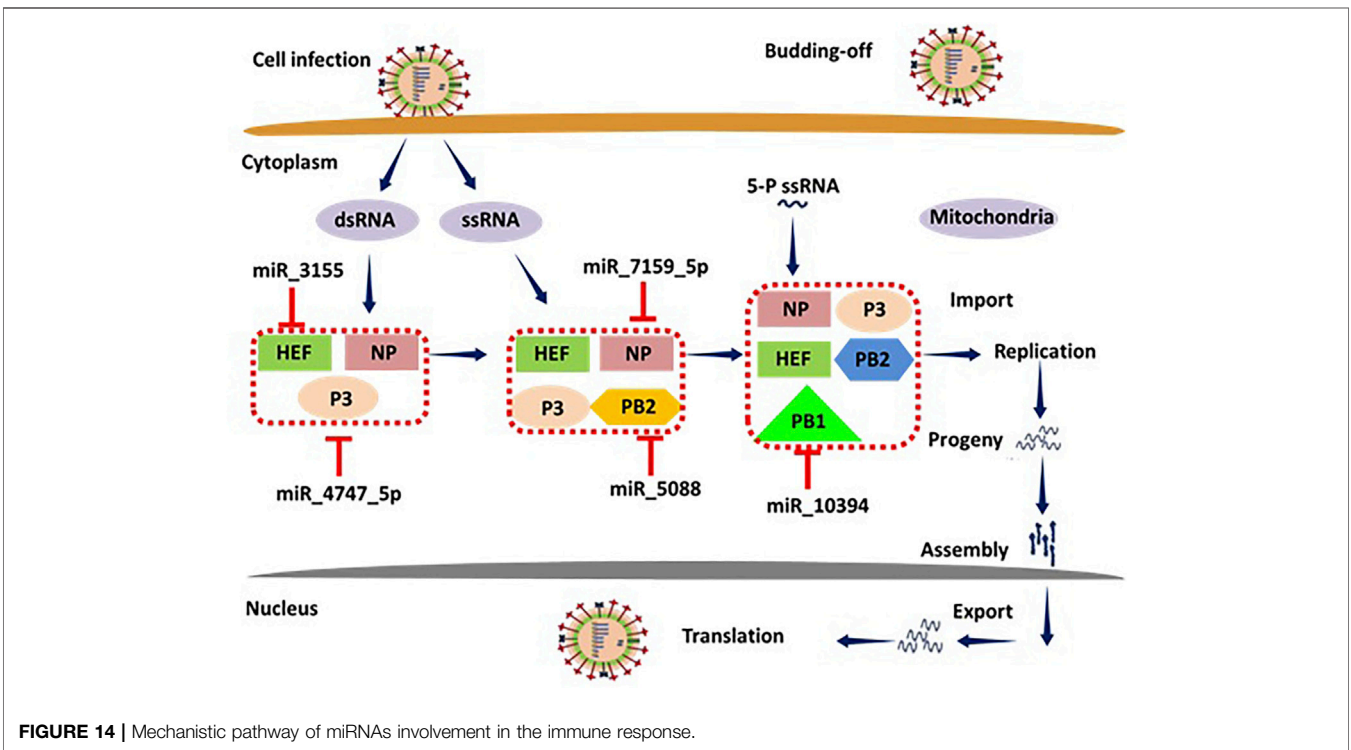 Cell infection
Budding-off
Cytoplasm
5-P ssRNA
dsRNA
ssRNA
Mitochondria
miR_3155
miR_7159_5p
NP
P3
Import
HEF
NP
HEF
NP
HEF
PB2
Replication
P3
P3
PB2
PB1
Progeny
miR_4747_5p
miR_5088
miR_10394
Assembly
Nucleus
Export
Translation
FIGURE 14 | Mechanistic pathway of miRNAs involvement in the immune response.